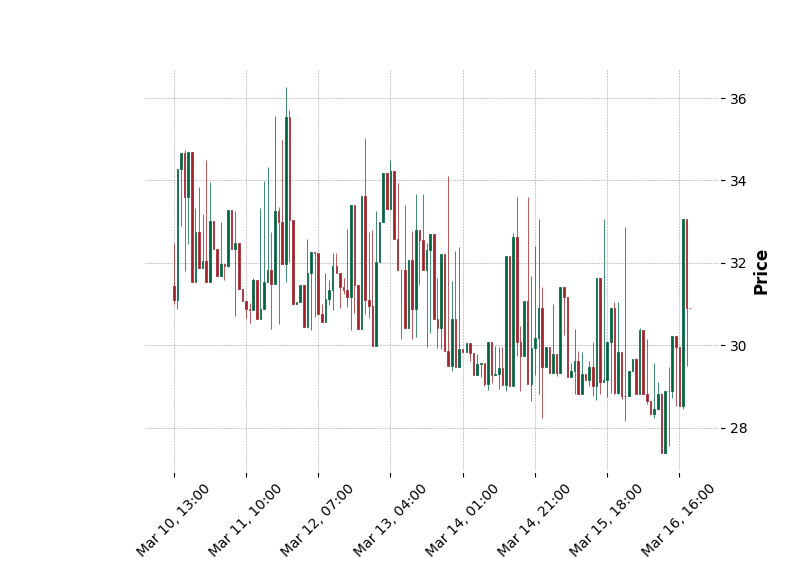 36
34
32
30
28
Price
Mar 10, 13:00
Mar 11, 10:00
Mar 12, 07:00
Mar 13, 04:00
Mar 14, 01:00
Mar 14, 21:00
Mar 15, 18:00
Mar 16, 16:00